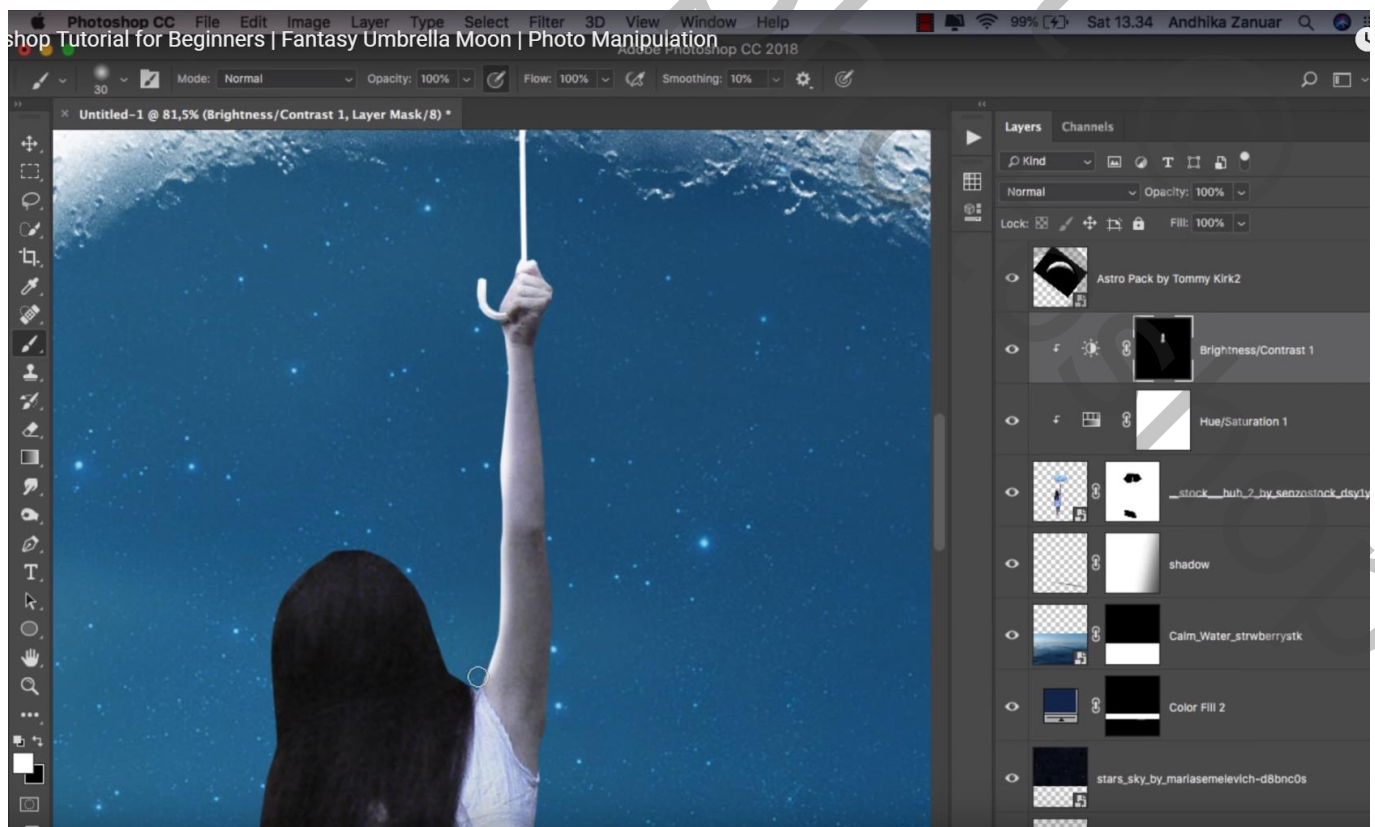 Photoshop CC File Edit Image Layer Type Select Filter 3D View Window Help 99% Sat 13.34 Andhika Zanuar
shop Tutorial for Beginners | Fantasy Umbrella Moon | Photo Manipulation
Adobe Photoshop CC 2018
30 Mode: Normal Opacity: 100% Flow: 100% Smoothing: 10%
× Untitled-1 @ 81,5% (Brightness/Contrast 1, Layer Mask/8) *
Layers Channels
Kind
Normal Opacity: 100%
Lock: Fill: 100%
Astro Pack by Tommy Kirk2
Brightness/Contrast 1
Hue/Saturation 1
shadow
Calm_Water_strwberrystk
Color Fill 2
stars_sky_by_mariasemelevich-d8bnc0s